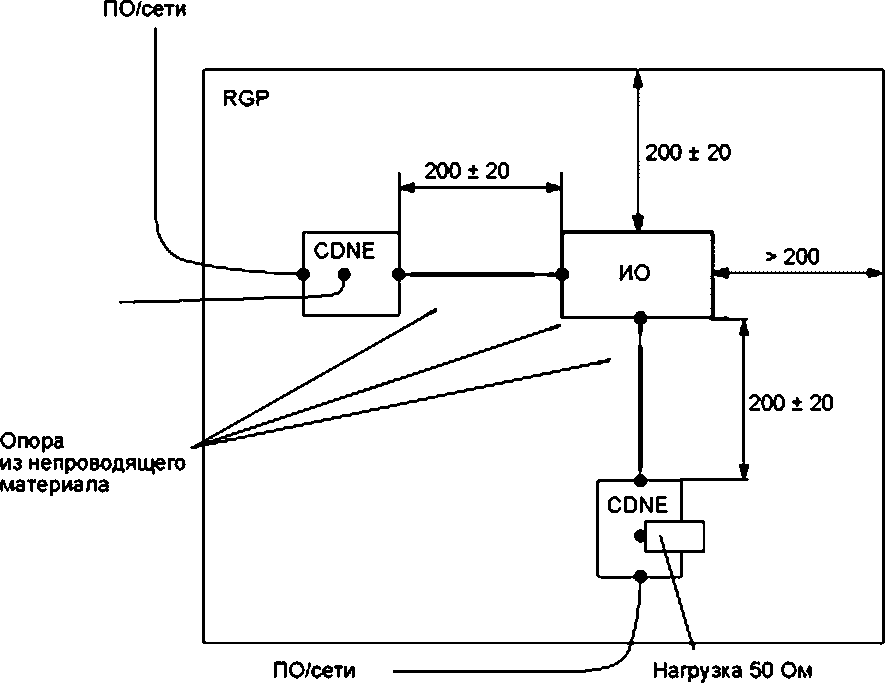 ПО/сети
RGP
200 ± 20
200 ± 20
CDNE
ИО
> 200
200 ± 20
Опора
из непроводящего
материала
CDNE
ПО/сети
Нагрузка 50 Ом